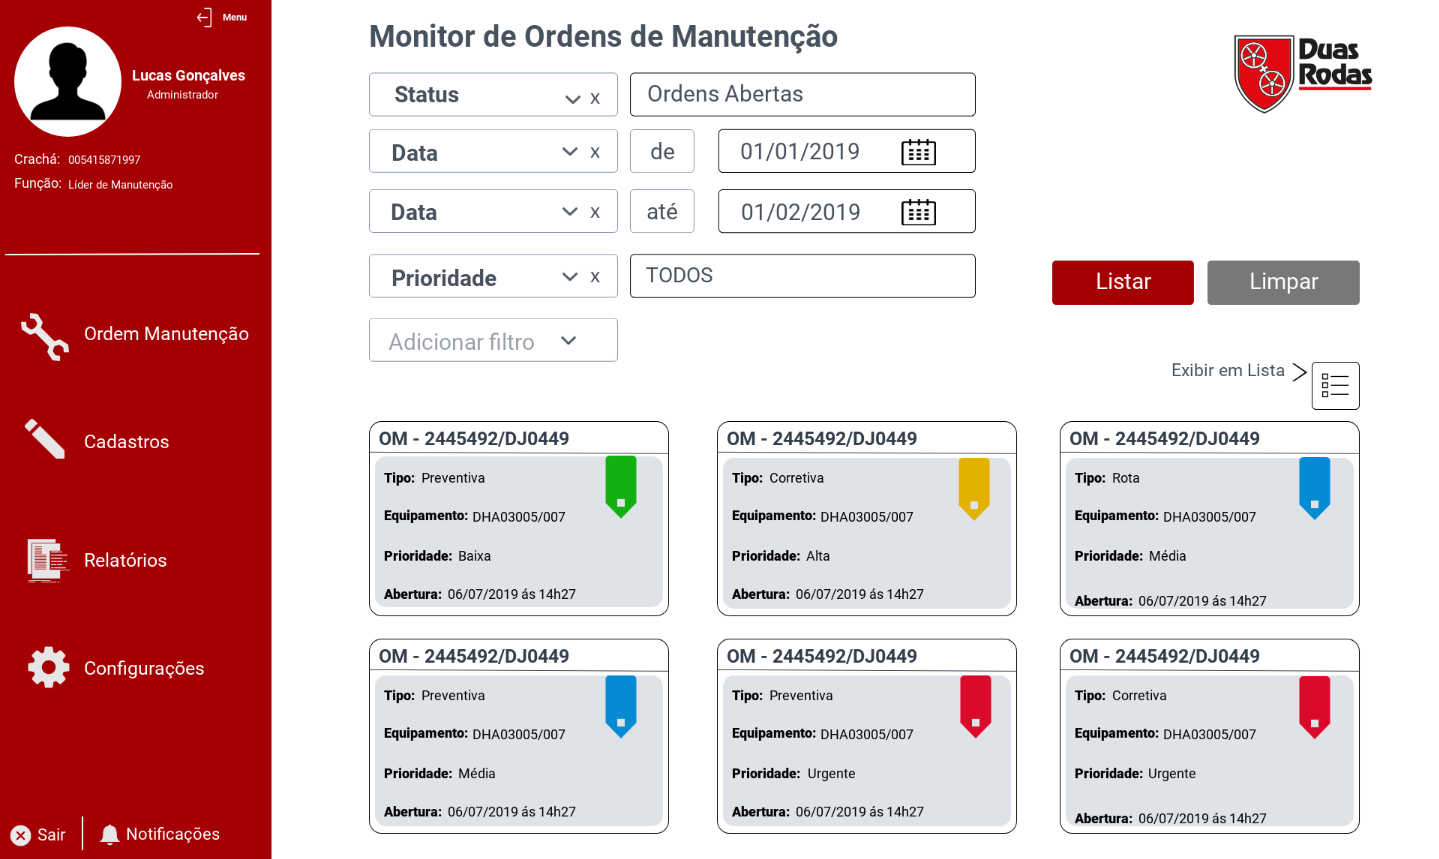 Menu
Lucas Gonçalves
Administrador
Crachá: 005415871997
Função: Líder de Manutenção
Ordem Manutenção
Cadastros
Relatórios
Configurações
Sair
Notificações
Monitor de Ordens de Manutenção
Duas
Rodas
Status x Ordens Abertas
Data x de 01/01/2019
Data x até 01/02/2019
Prioridade x TODOS
Listar Limpar
Adicionar filtro
Exibir em Lista
OM - 2445492/DJ0449
Tipo: Preventiva
Equipamento: DHA03005/007
Prioridade: Baixa
Abertura: 06/07/2019 ás 14h27
OM - 2445492/DJ0449
Tipo: Corretiva
Equipamento: DHA03005/007
Prioridade: Alta
Abertura: 06/07/2019 ás 14h27
OM - 2445492/DJ0449
Tipo: Rota
Equipamento: DHA03005/007
Prioridade: Média
Abertura: 06/07/2019 ás 14h27
OM - 2445492/DJ0449
Tipo: Preventiva
Equipamento: DHA03005/007
Prioridade: Média
Abertura: 06/07/2019 ás 14h27
OM - 2445492/DJ0449
Tipo: Preventiva
Equipamento: DHA03005/007
Prioridade: Urgente
Abertura: 06/07/2019 ás 14h27
OM - 2445492/DJ0449
Tipo: Corretiva
Equipamento: DHA03005/007
Prioridade: Urgente
Abertura: 06/07/2019 ás 14h27